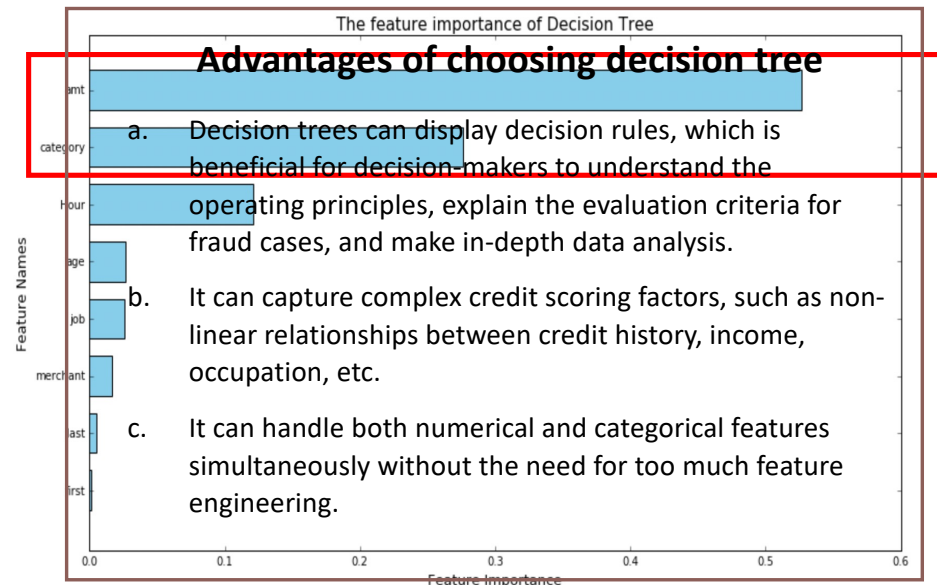 The feature importance of Decision Tree
Advantages of choosing decision tree
a. Decision trees can display decision rules, which is
beneficial for decision-makers to understand the
operating principles, explain the evaluation criteria for
fraud cases, and make in-depth data analysis.
b. It can capture complex credit scoring factors, such as non-
linear relationships between credit history, income,
occupation, etc.
c. It can handle both numerical and categorical features
simultaneously without the need for too much feature
engineering.
Feature Names
amt
category
hour
age
job
merchant
last
first
0.0 0.1 0.2 0.3 0.4 0.5 0.6
Feature Importance